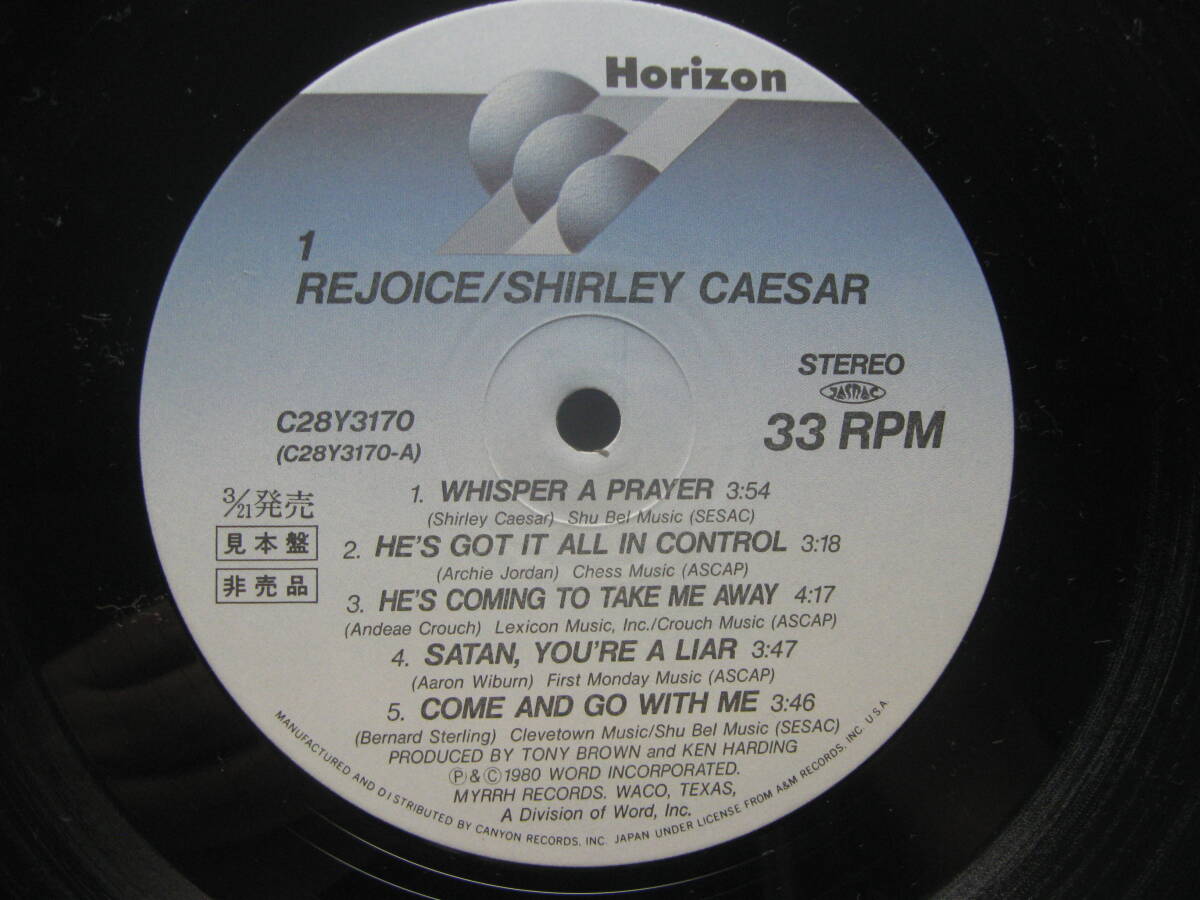 Horizon
1
REJOICE/SHIRLEY CAESAR
STEREO
JASRAC
33 RPM
C28Y3170
(C28Y3170-A)
3/21発売
見本盤
非売品
1. WHISPER A PRAYER 3:54
(Shirley Caesar) Shu Bel Music (SESAC)
2. HE'S GOT IT ALL IN CONTROL 3:18
(Archie Jordan) Chess Music (ASCAP)
3. HE'S COMING TO TAKE ME AWAY 4:17
(Andeae Crouch) Lexicon Music, Inc./Crouch Music (ASCAP)
4. SATAN, YOU'RE A LIAR 3:47
(Aaron Wiburn) First Monday Music (ASCAP)
5. COME AND GO WITH ME 3:46
(Bernard Sterling) Clevetown Music/Shu Bel Music (SESAC)
PRODUCED BY TONY BROWN and KEN HARDING
Ⓟ&Ⓒ1980 WORD INCORPORATED.
MYRRH RECORDS. WACO, TEXAS,
A Division of Word, Inc.
MANUFACTURED AND DISTRIBUTED BY CANYON RECORDS, INC. JAPAN UNDER LICENSE FROM A&M RECORDS, INC. U.S.A